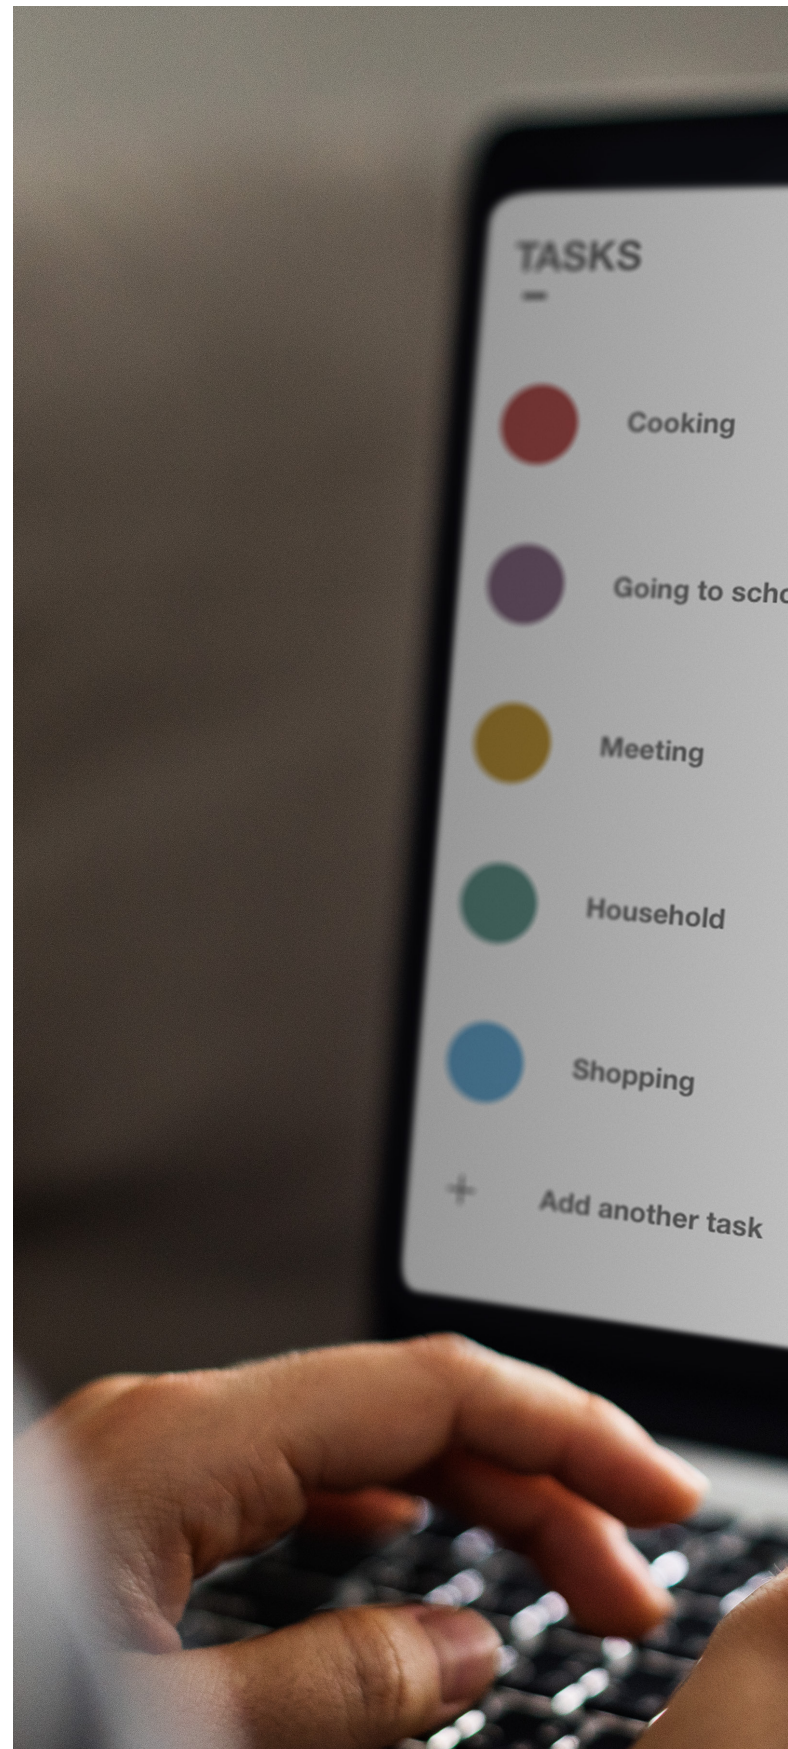 TASKS
Cooking
Going to scho
Meeting
Household
Shopping
+ Add another task